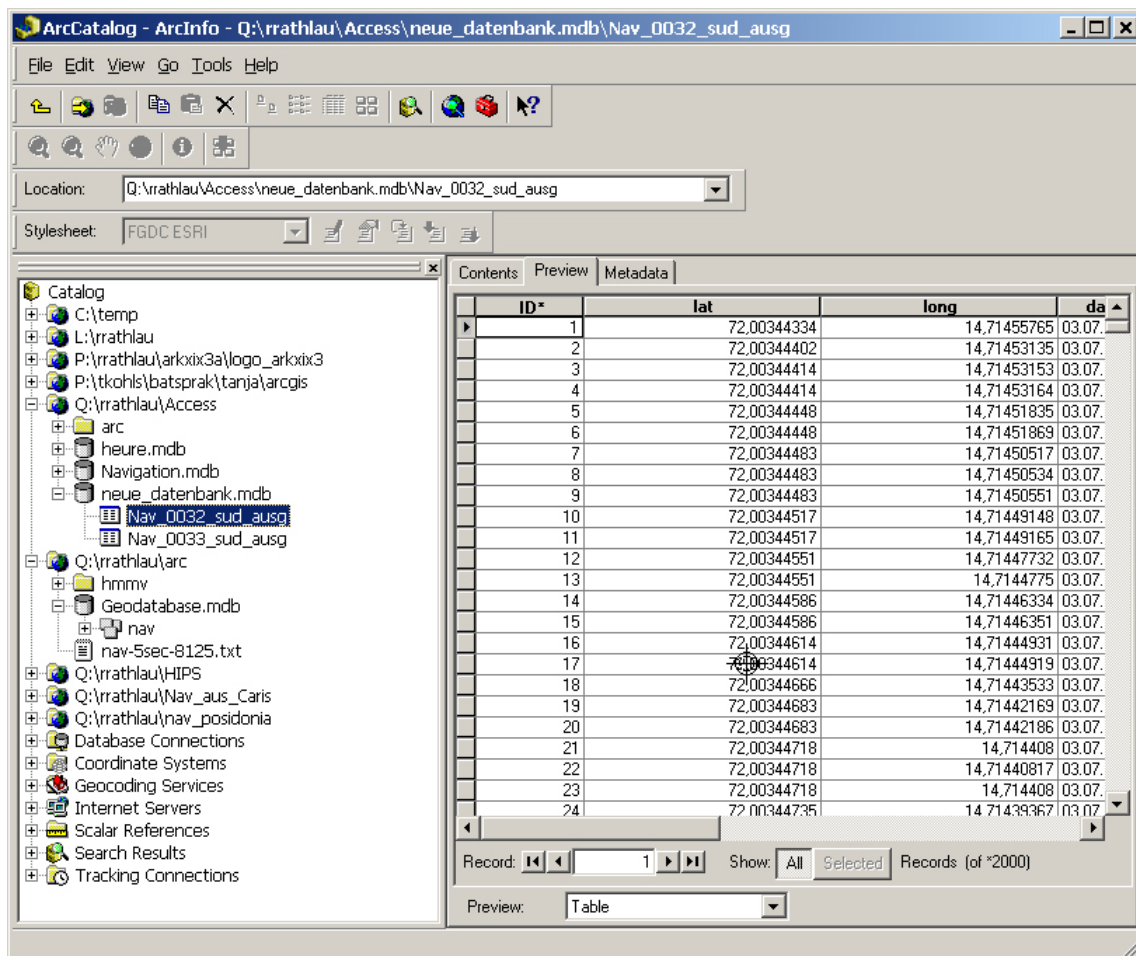 ArcCatalog - ArcInfo - Q:\rrathlau\Access\neue_datenbank.mdb\Nav_0032_sud_ausg
File Edit View Go Tools Help
Location: Q:\rrathlau\Access\neue_datenbank.mdb\Nav_0032_sud_ausg
Stylesheet: FGDC ESRI
Catalog
C:\temp
L:\rrathlau
P:\rrathlau\arkxix3a\logo_arkxix3
P:\tkohls\batsprak\tanja\arcgis
Q:\rrathlau\Access
arc
heure.mdb
Navigation.mdb
neue_datenbank.mdb
Nav_0032_sud_ausg
Nav_0033_sud_ausg
Q:\rrathlau\arc
hmmv
Geodatabase.mdb
nav
nav-5sec-8125.txt
Q:\rrathlau\HIPS
Q:\rrathlau\Nav_aus_Caris
Q:\rrathlau\nav_posidonia
Database Connections
Coordinate Systems
Geocoding Services
Internet Servers
Scalar References
Search Results
Tracking Connections
Contents Preview Metadata
ID* lat long da
1 72,00344334 14,71455765 03.07.
2 72,00344402 14,71453135 03.07.
3 72,00344414 14,71453153 03.07.
4 72,00344414 14,71453164 03.07.
5 72,00344448 14,71451835 03.07.
6 72,00344448 14,71451869 03.07.
7 72,00344483 14,71450517 03.07.
8 72,00344483 14,71450534 03.07.
9 72,00344483 14,71450551 03.07.
10 72,00344517 14,71449148 03.07.
11 72,00344517 14,71449165 03.07.
12 72,00344551 14,71447732 03.07.
13 72,00344551 14,7144775 03.07.
14 72,00344586 14,71446334 03.07.
15 72,00344586 14,71446351 03.07.
16 72,00344614 14,71444931 03.07.
17 72,00344614 14,71444919 03.07.
18 72,00344666 14,71443533 03.07.
19 72,00344683 14,71442169 03.07.
20 72,00344683 14,71442186 03.07.
21 72,00344718 14,714408 03.07.
22 72,00344718 14,71440817 03.07.
23 72,00344718 14,714408 03.07.
24 72,00344735 14,71439367 03.07
Record: 1 Show: All Selected Records (of *2000)
Preview: Table